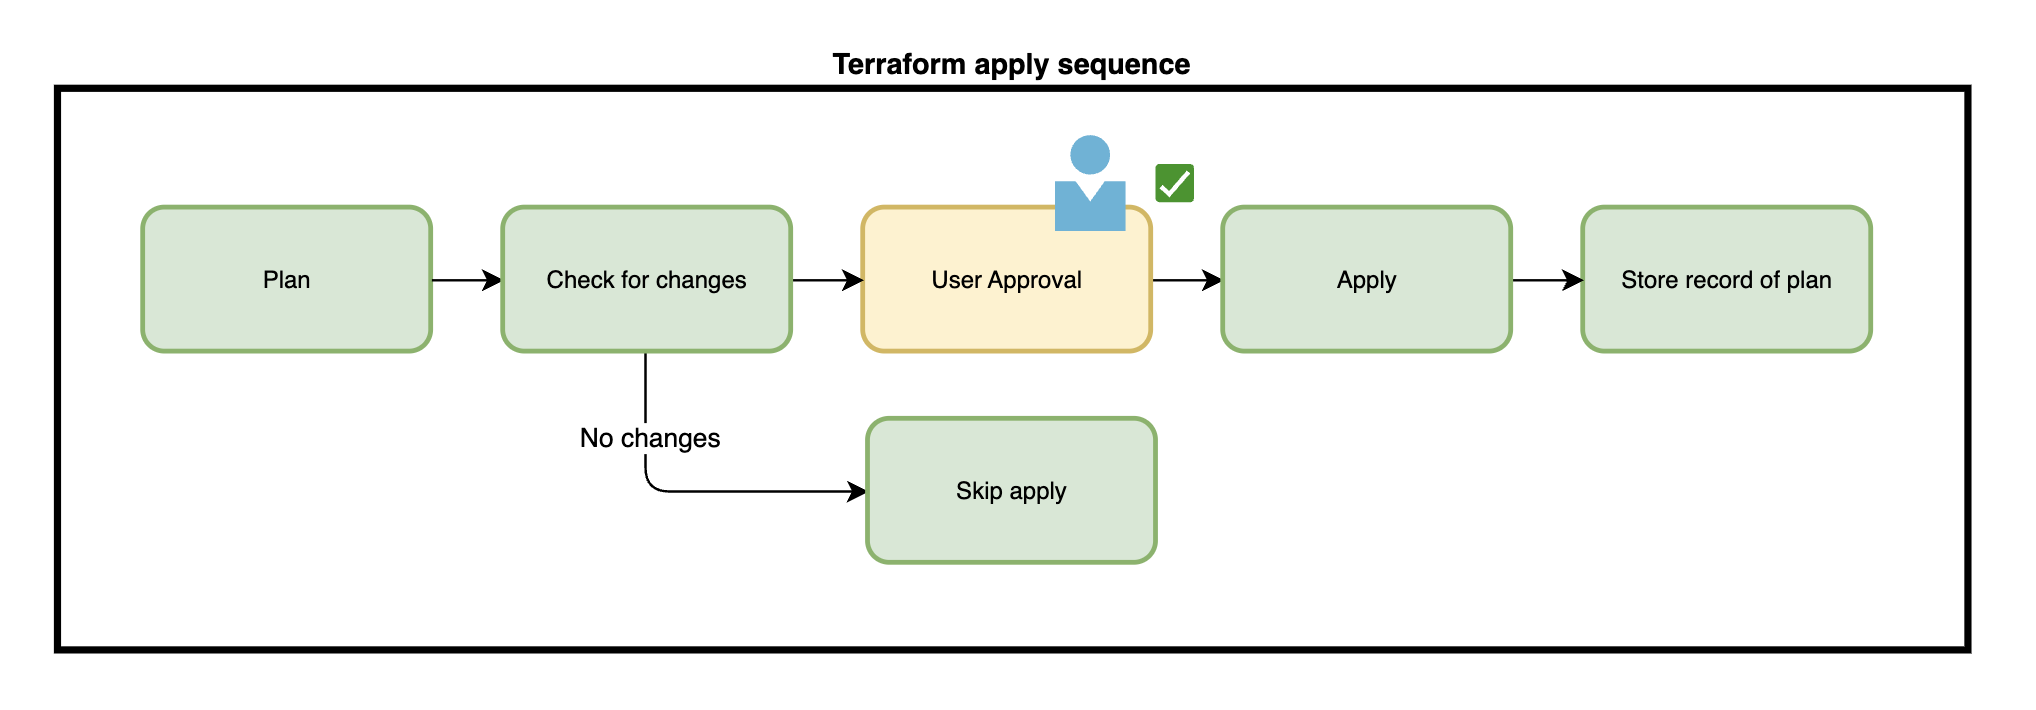 Terraform apply sequence
Plan
Check for changes
User Approval
Apply
Store record of plan
No changes
Skip apply